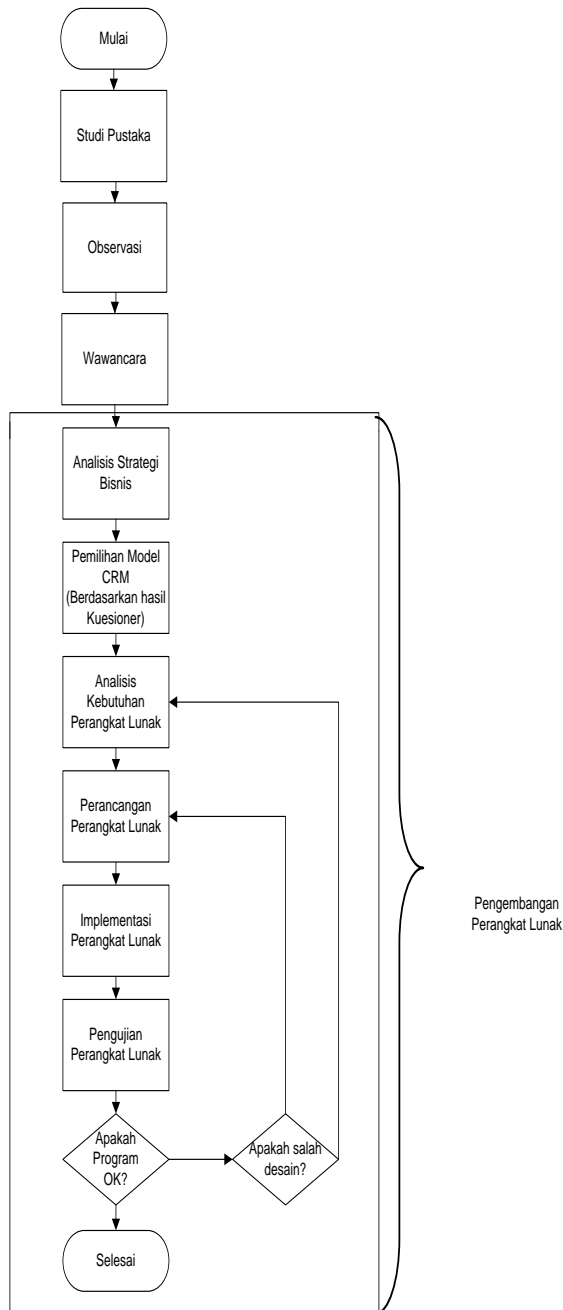 Mulai
Studi Pustaka
Observasi
Wawancara
Analisis Strategi
Bisnis
Pemilihan Model
CRM
(Berdasarkan hasil
Kuesioner)
Analisis
Kebutuhan
Perangkat Lunak
Perancangan
Perangkat Lunak
Implementasi
Perangkat Lunak
Pengujian
Perangkat Lunak
Apakah
Program
OK?
Apakah salah
desain?
Selesai
Pengembangan
Perangkat Lunak